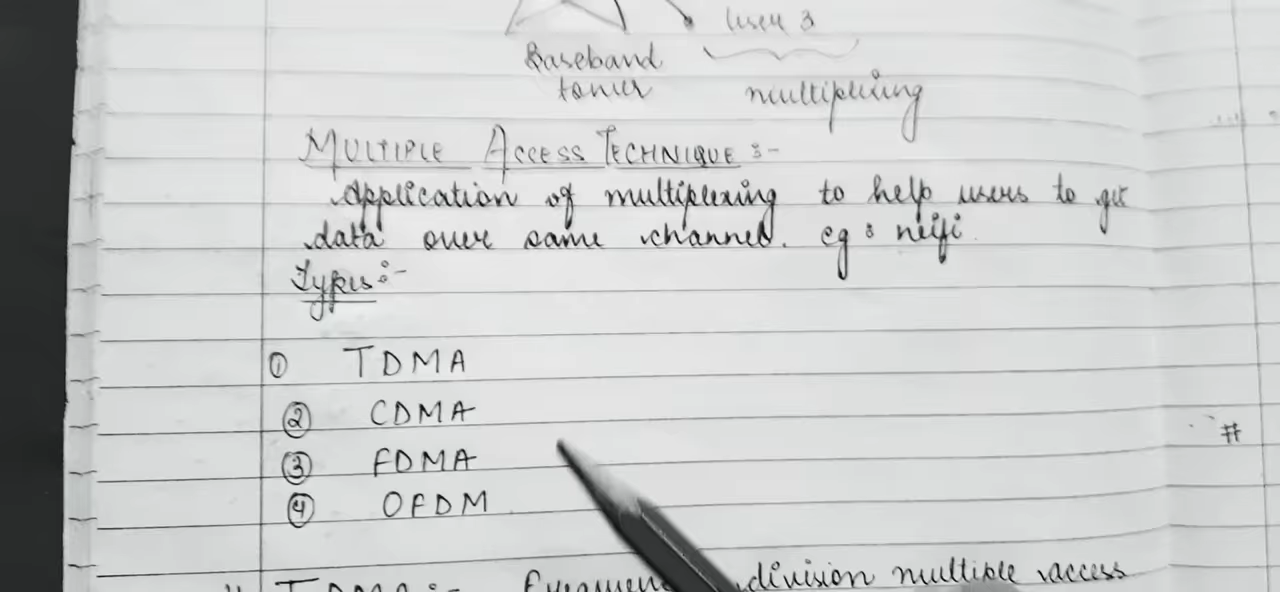 User 3
Baseband
tower
multiplexing
MULTIPLE ACCESS TECHNIQUE :-
Application of multiplexing to help users to get
data over same channel. eg : wifi
Types:-
① TDMA
② CDMA
③ FDMA
④ OFDM
#
TDMA :- division multiple access